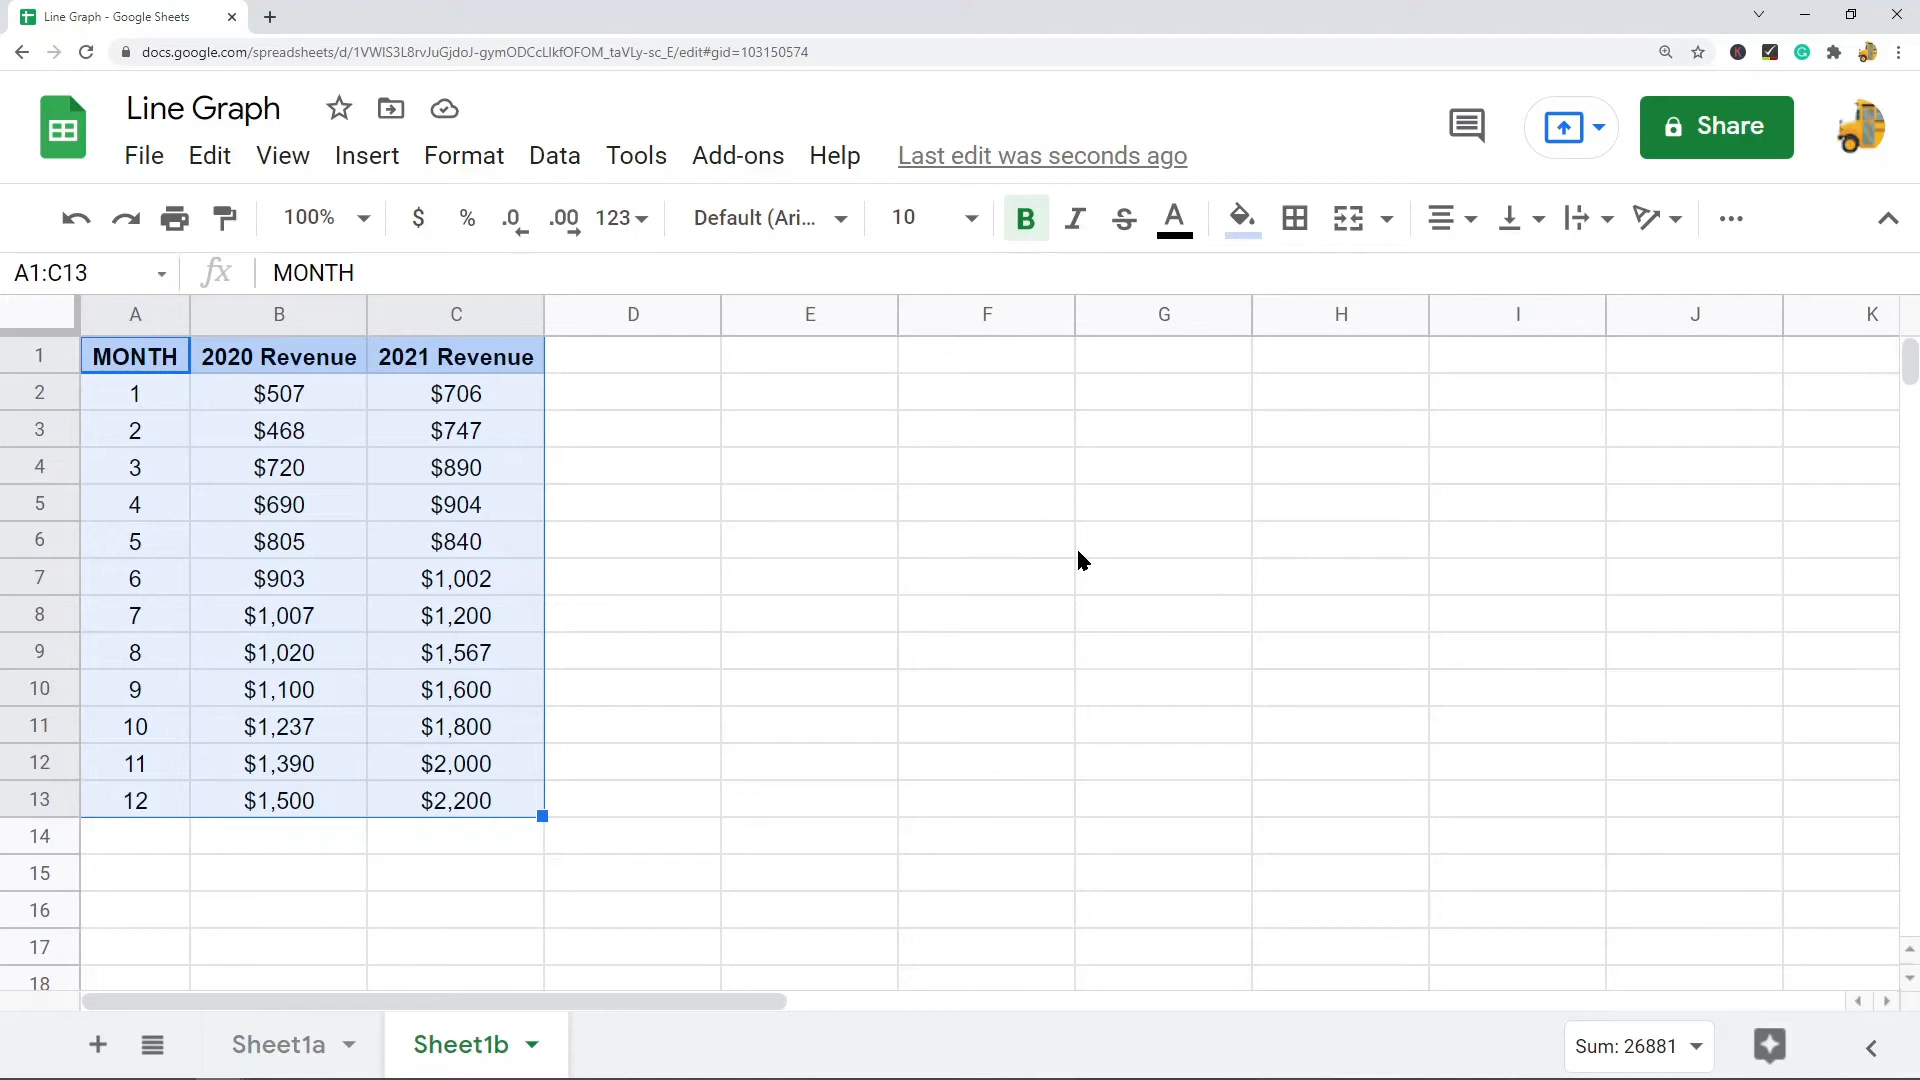 Line Graph - Google Sheets
docs.google.com/spreadsheets/d/1VWIS3L8rvJuGjdoJ-gymODCcLIkfOFOM_taVLy-sc_E/edit#gid=103150574
Line Graph
Share
File Edit View Insert Format Data Tools Add-ons Help Last edit was seconds ago
100% $ % .0 .00 123 Default (Ari... 10 B I S A
A1:C13 fx MONTH
A B C D E F G H I J K
1 MONTH 2020 Revenue 2021 Revenue
2 1 $507 $706
3 2 $468 $747
4 3 $720 $890
5 4 $690 $904
6 5 $805 $840
7 6 $903 $1,002
8 7 $1,007 $1,200
9 8 $1,020 $1,567
10 9 $1,100 $1,600
11 10 $1,237 $1,800
12 11 $1,390 $2,000
13 12 $1,500 $2,200
14
15
16
17
18
Sheet1a Sheet1b Sum: 26881